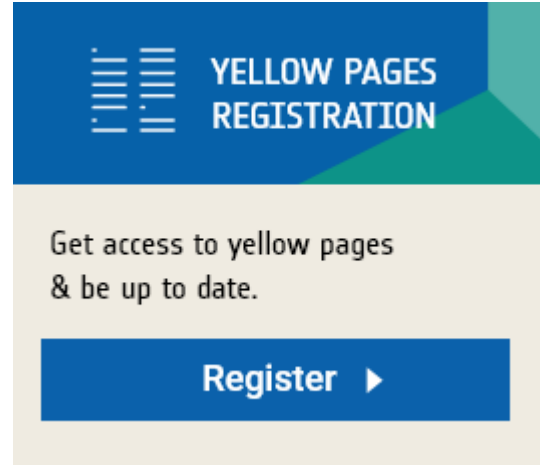 YELLOW PAGES
REGISTRATION
Get access to yellow pages
& be up to date.
Register